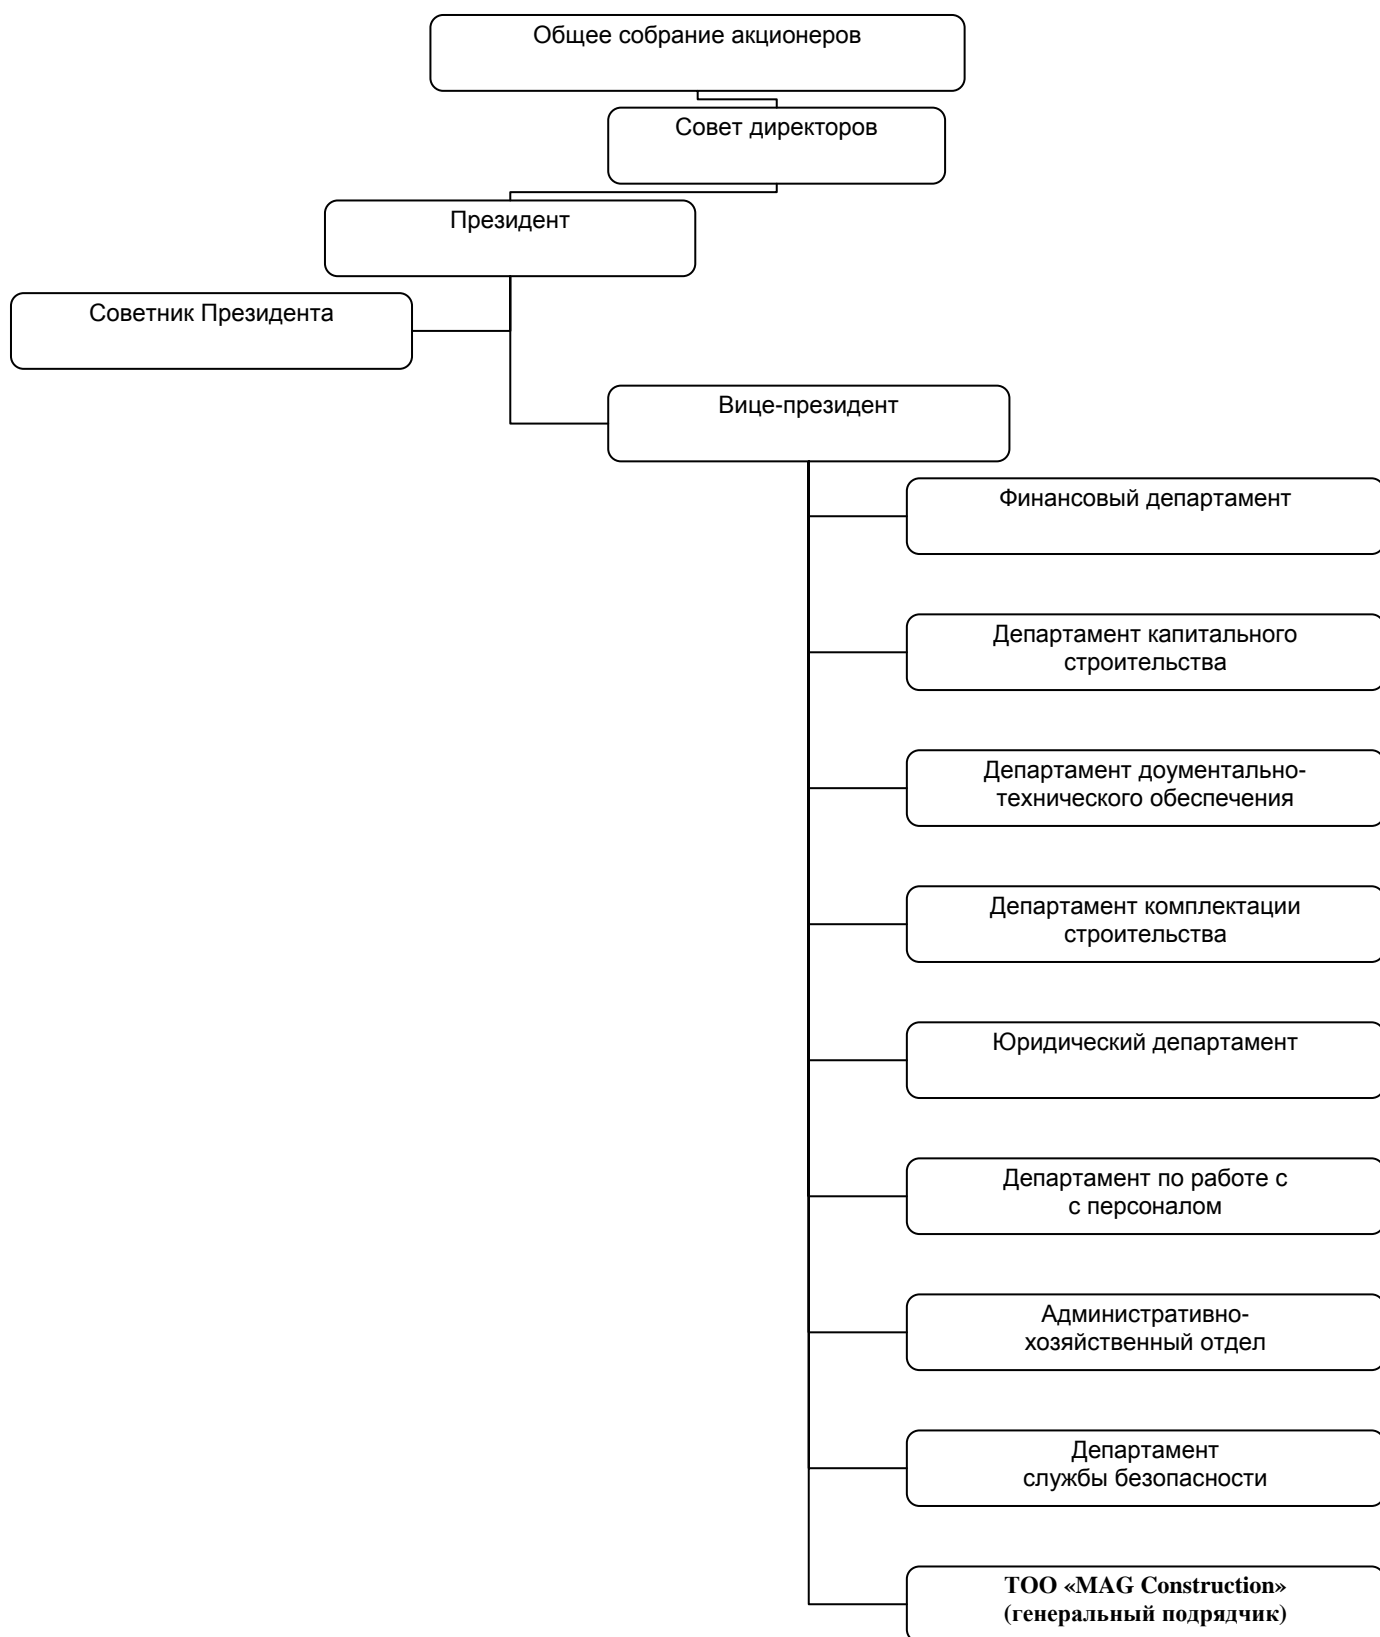 Общее собрание акционеров
Совет директоров
Президент
Советник Президента
Вице-президент
Финансовый департамент
Департамент капитального
строительства
Департамент доументально-
технического обеспечения
Департамент комплектации
строительства
Юридический департамент
Департамент по работе с
с персоналом
Административно-
хозяйственный отдел
Департамент
службы безопасности
ТОО «MAG Construction»
(генеральный подрядчик)